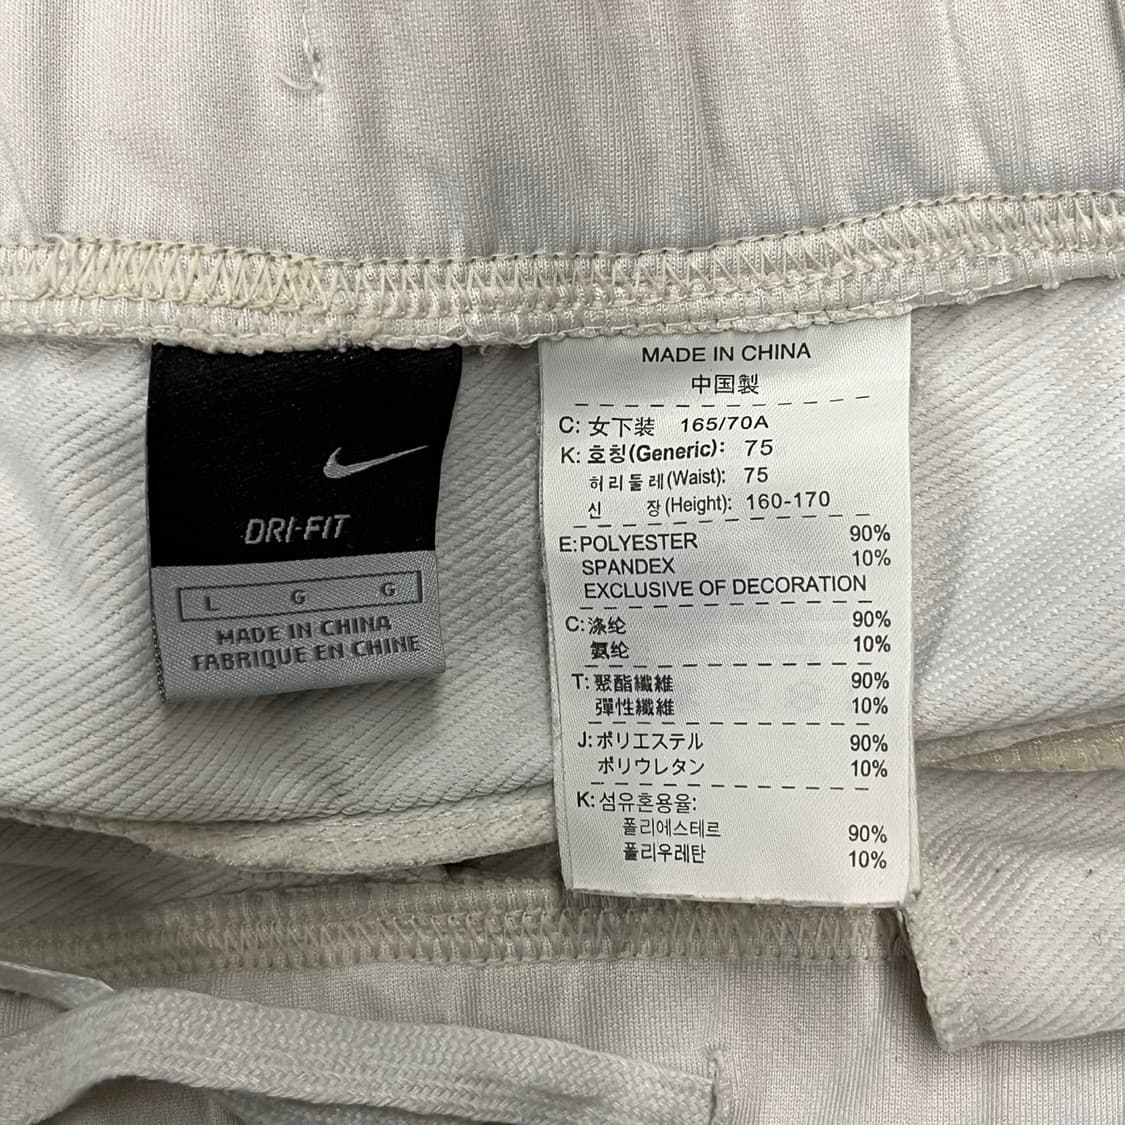 DRI-FIT
L G G
MADE IN CHINA
FABRIQUE EN CHINE
MADE IN CHINA
中国製
C: 女下装 165/70A
K: 호칭(Generic): 75
허리둘레(Waist): 75
신 장(Height): 160-170
E: POLYESTER 90%
SPANDEX 10%
EXCLUSIVE OF DECORATION
C: 涤纶 90%
氨纶 10%
T: 聚酯纖維 90%
彈性纖維 10%
J: ポリエステル 90%
ポリウレタン 10%
K: 섬유혼용율:
폴리에스테르 90%
폴리우레탄 10%